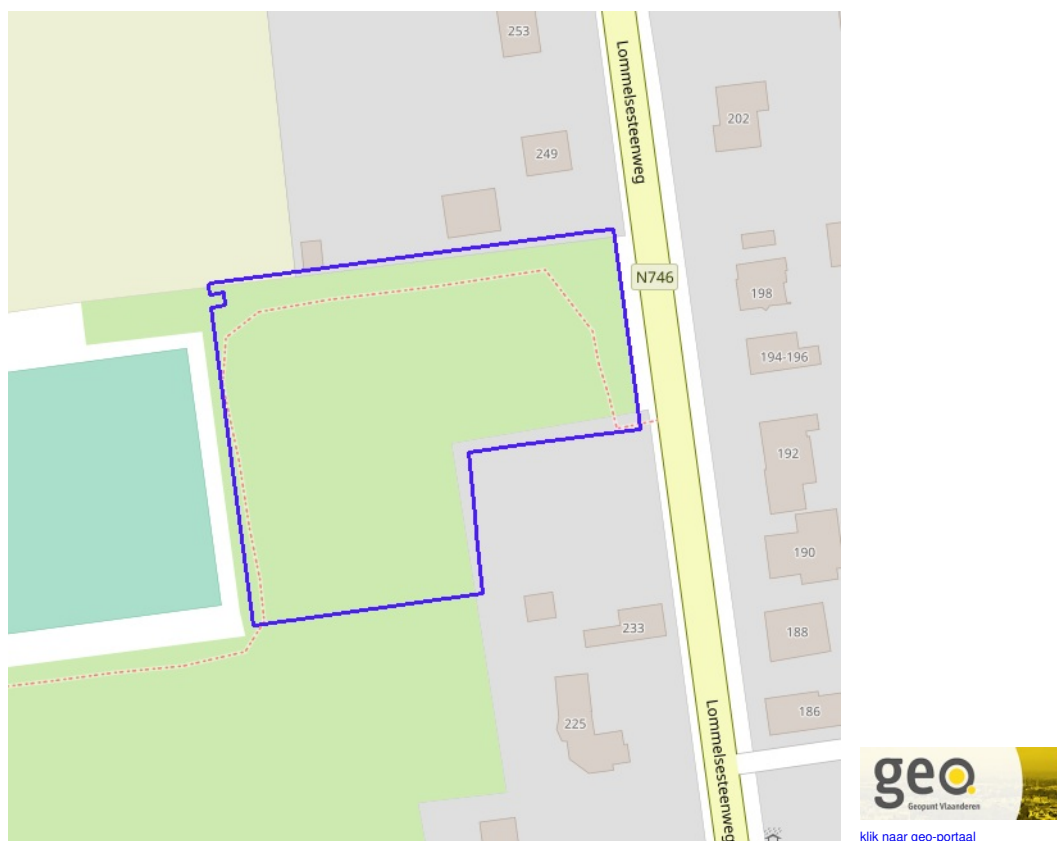 253
Lommelsesteenweg
202
249
N746
198
194-196
192
190
233
188
225
186
Lommelsesteenweg
geo
Geopunt Vlaanderen
klik naar geo-portaal